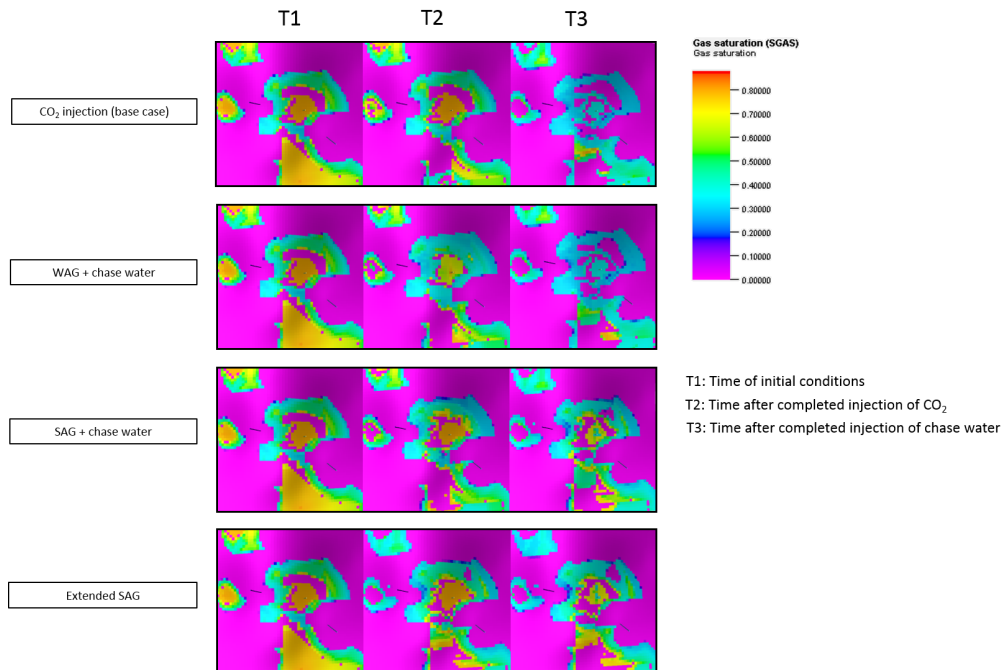 T1 T2 T3
Gas saturation (SGAS)
Gas saturation
0.80000
0.70000
0.60000
0.50000
0.40000
0.30000
0.20000
0.10000
0.00000
CO₂ injection (base case)
WAG + chase water
SAG + chase water
Extended SAG
T1: Time of initial conditions
T2: Time after completed injection of CO₂
T3: Time after completed injection of chase water